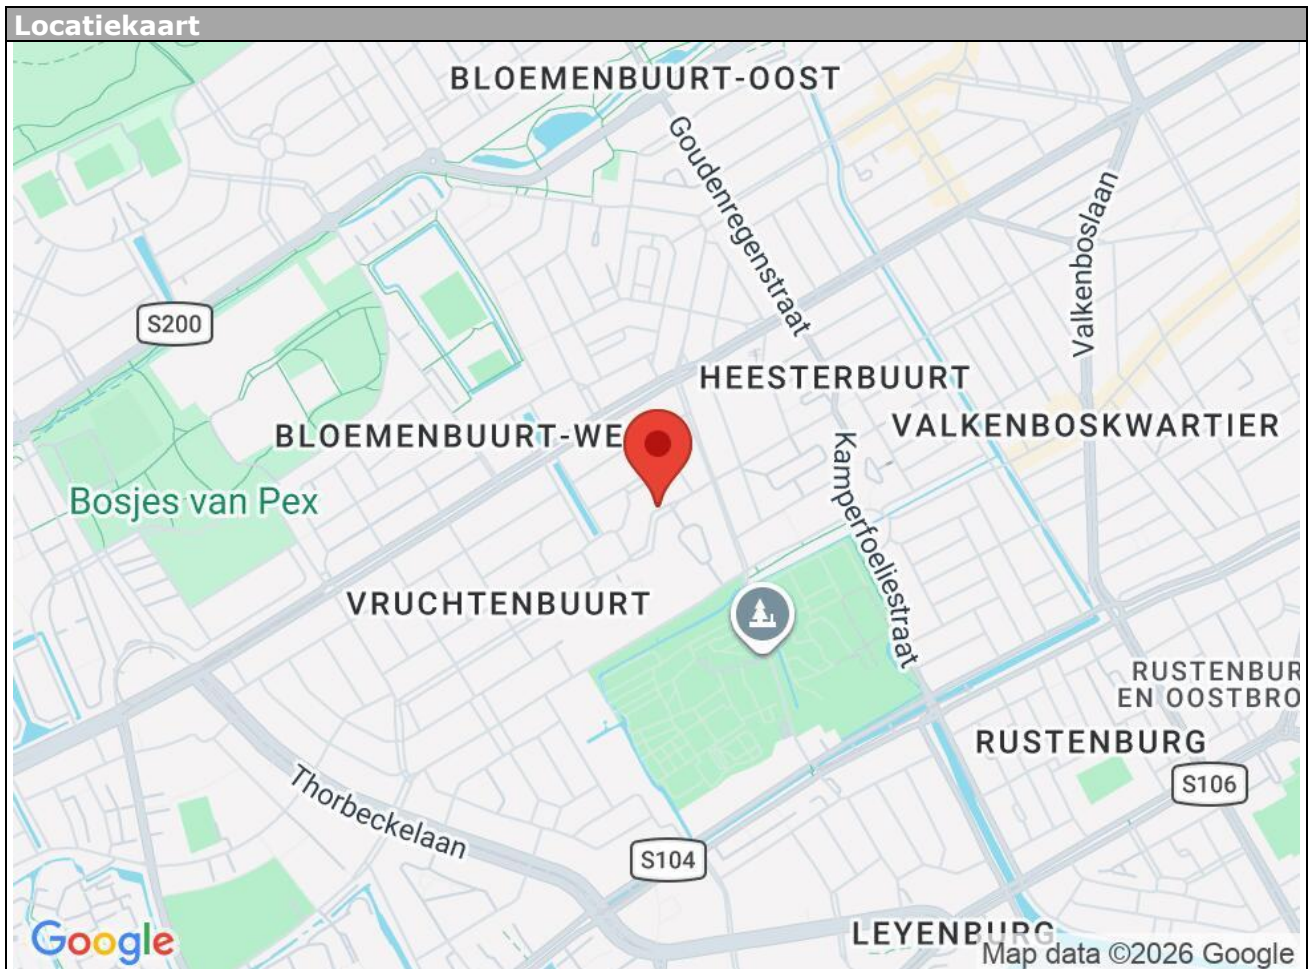 Locatiekaart
BLOEMENBUURT-OOST
Goudenregenstraat
Valkenboslaan
S200
HEESTERBUURT
BLOEMENBUURT-WE
VALKENBOSKWARTIER
Kamperfoeliestraat
Bosjes van Pex
VRUCHTENBUURT
RUSTENBUR
EN OOSTBRO
RUSTENBURG
S106
Thorbeckelaan
S104
LEYENBURG
Google
Map data ©2026 Google